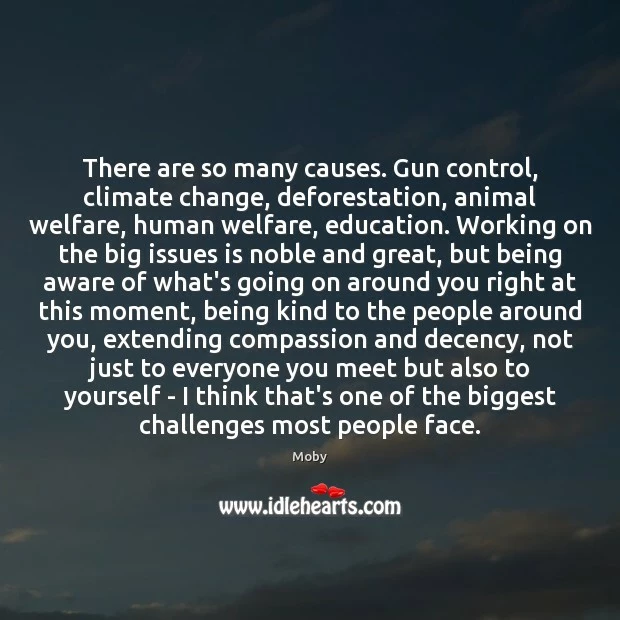 There are so many causes. Gun control,
climate change, deforestation, animal
welfare, human welfare, education. Working on
the big issues is noble and great, but being
aware of what's going on around you right at
this moment, being kind to the people around
you, extending compassion and decency, not
just to everyone you meet but also to
yourself - I think that's one of the biggest
challenges most people face.
Moby
www.idlehearts.com